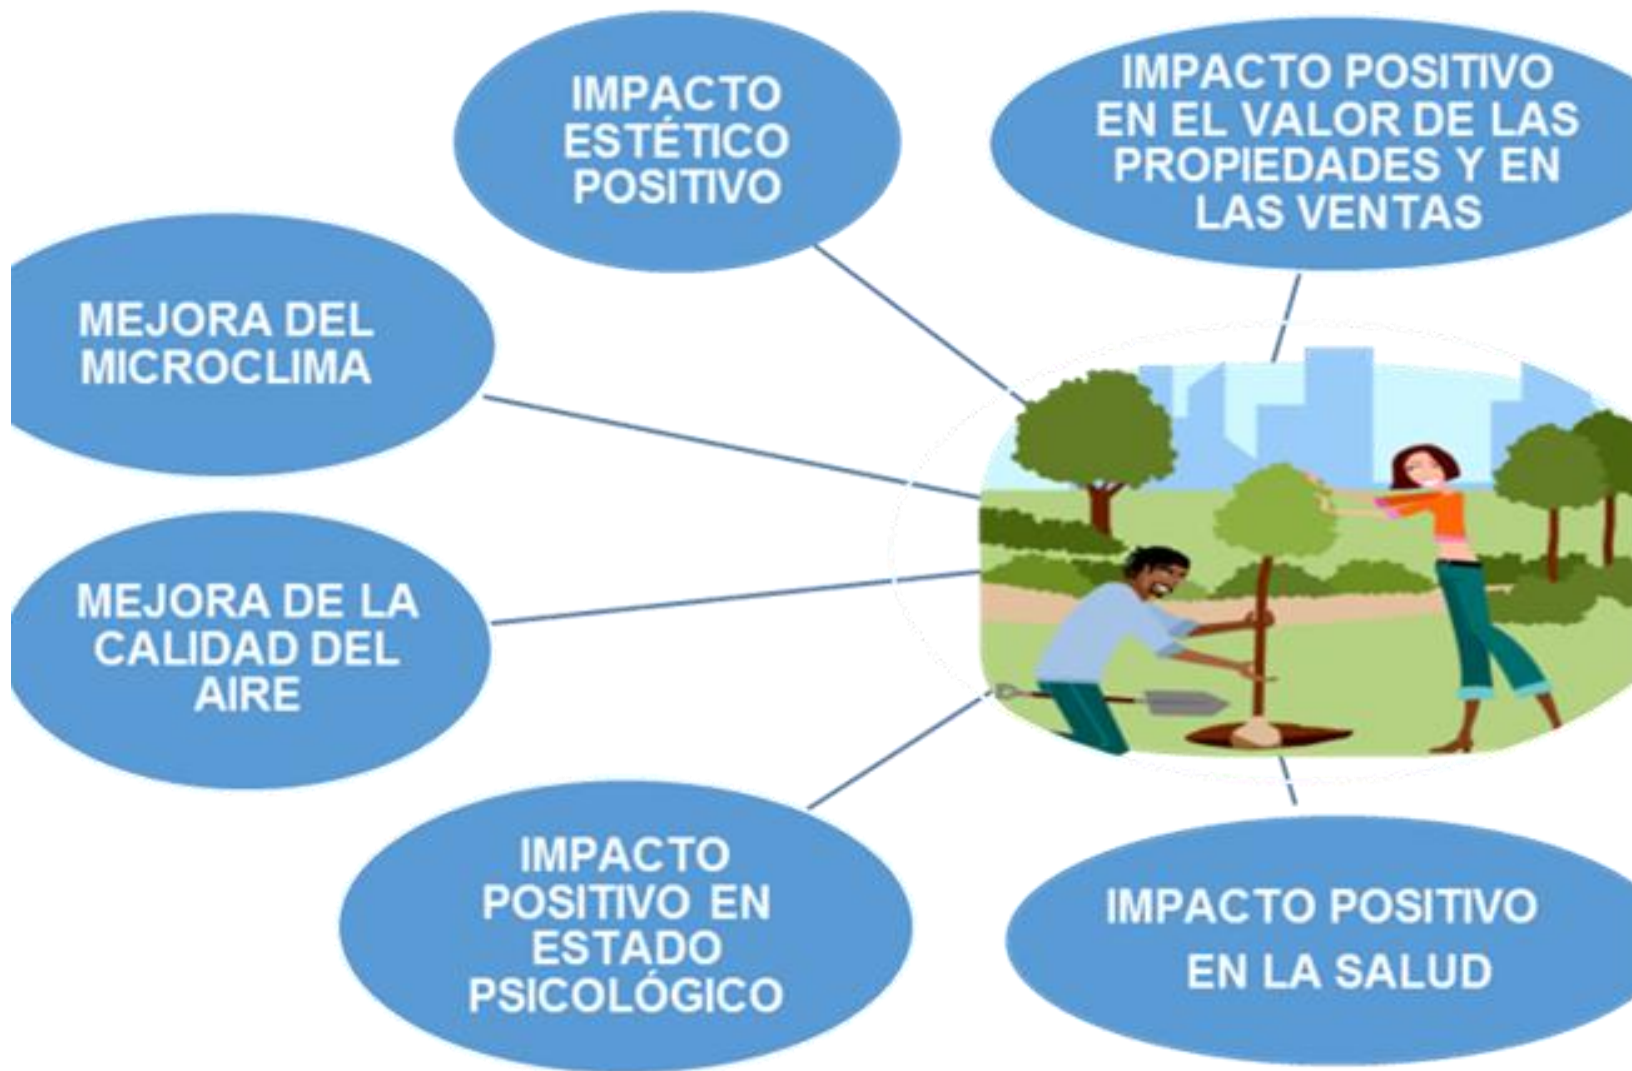 IMPACTO
ESTÉTICO
POSITIVO
IMPACTO POSITIVO
EN EL VALOR DE LAS
PROPIEDADES Y EN
LAS VENTAS
MEJORA DEL
MICROCLIMA
MEJORA DE LA
CALIDAD DEL
AIRE
IMPACTO
POSITIVO EN
ESTADO
PSICOLÓGICO
IMPACTO POSITIVO
EN LA SALUD